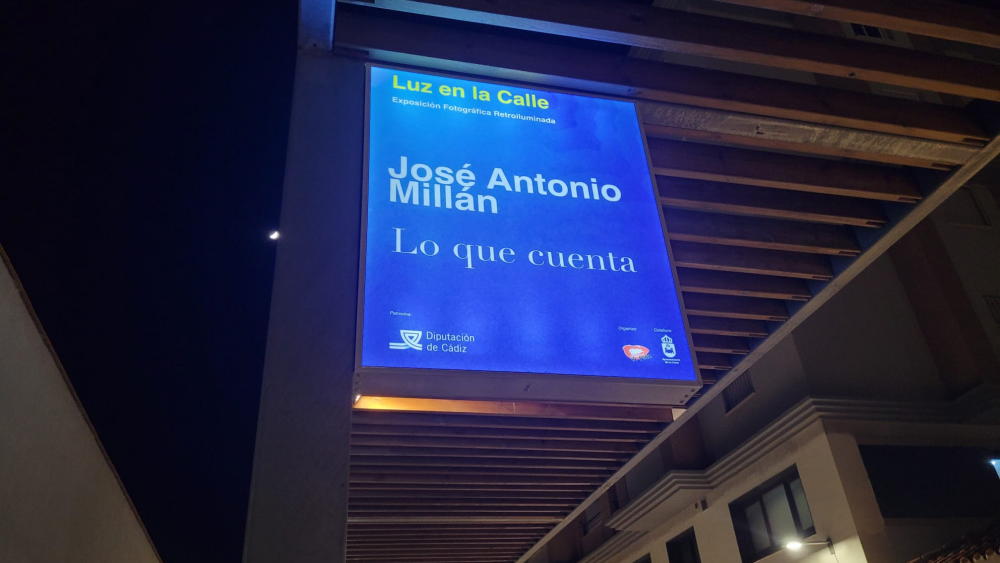 Luz en la Calle
Exposición Fotográfica Retroiluminada
José Antonio
Millán
Lo que cuenta
Patrocina:
Diputación
de Cádiz
Organiza:
Colabora: